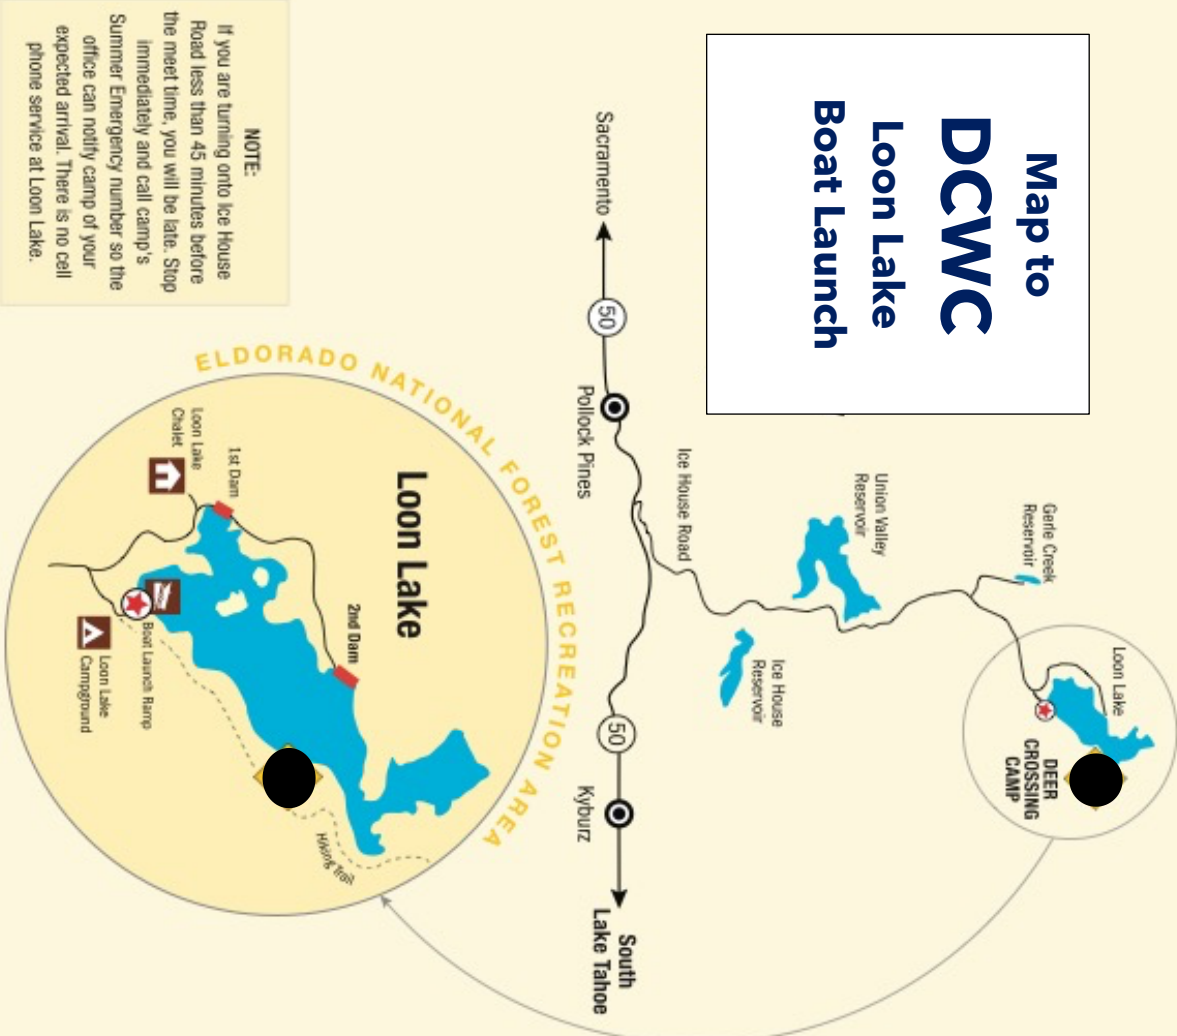 Map to
DCWC
Loon Lake
Boat Launch
Gerle Creek
Reservoir
Loon Lake
DEER
CROSSING
CAMP
Union Valley
Reservoir
Ice House
Reservoir
Ice House Road
Sacramento
50
Pollock Pines
50
Kyburz
South
Lake Tahoe
ELDORADO NATIONAL FOREST RECREATION AREA
Loon Lake
2nd Dam
1st Dam
Loon Lake
Chalet
Boat Launch Ramp
Loon Lake
Campground
Hiking Trail
NOTE:
If you are turning onto Ice House
Road less than 45 minutes before
the meet time, you will be late. Stop
immediately and call camp's
Summer Emergency number so the
office can notify camp of your
expected arrival. There is no cell
phone service at Loon Lake.